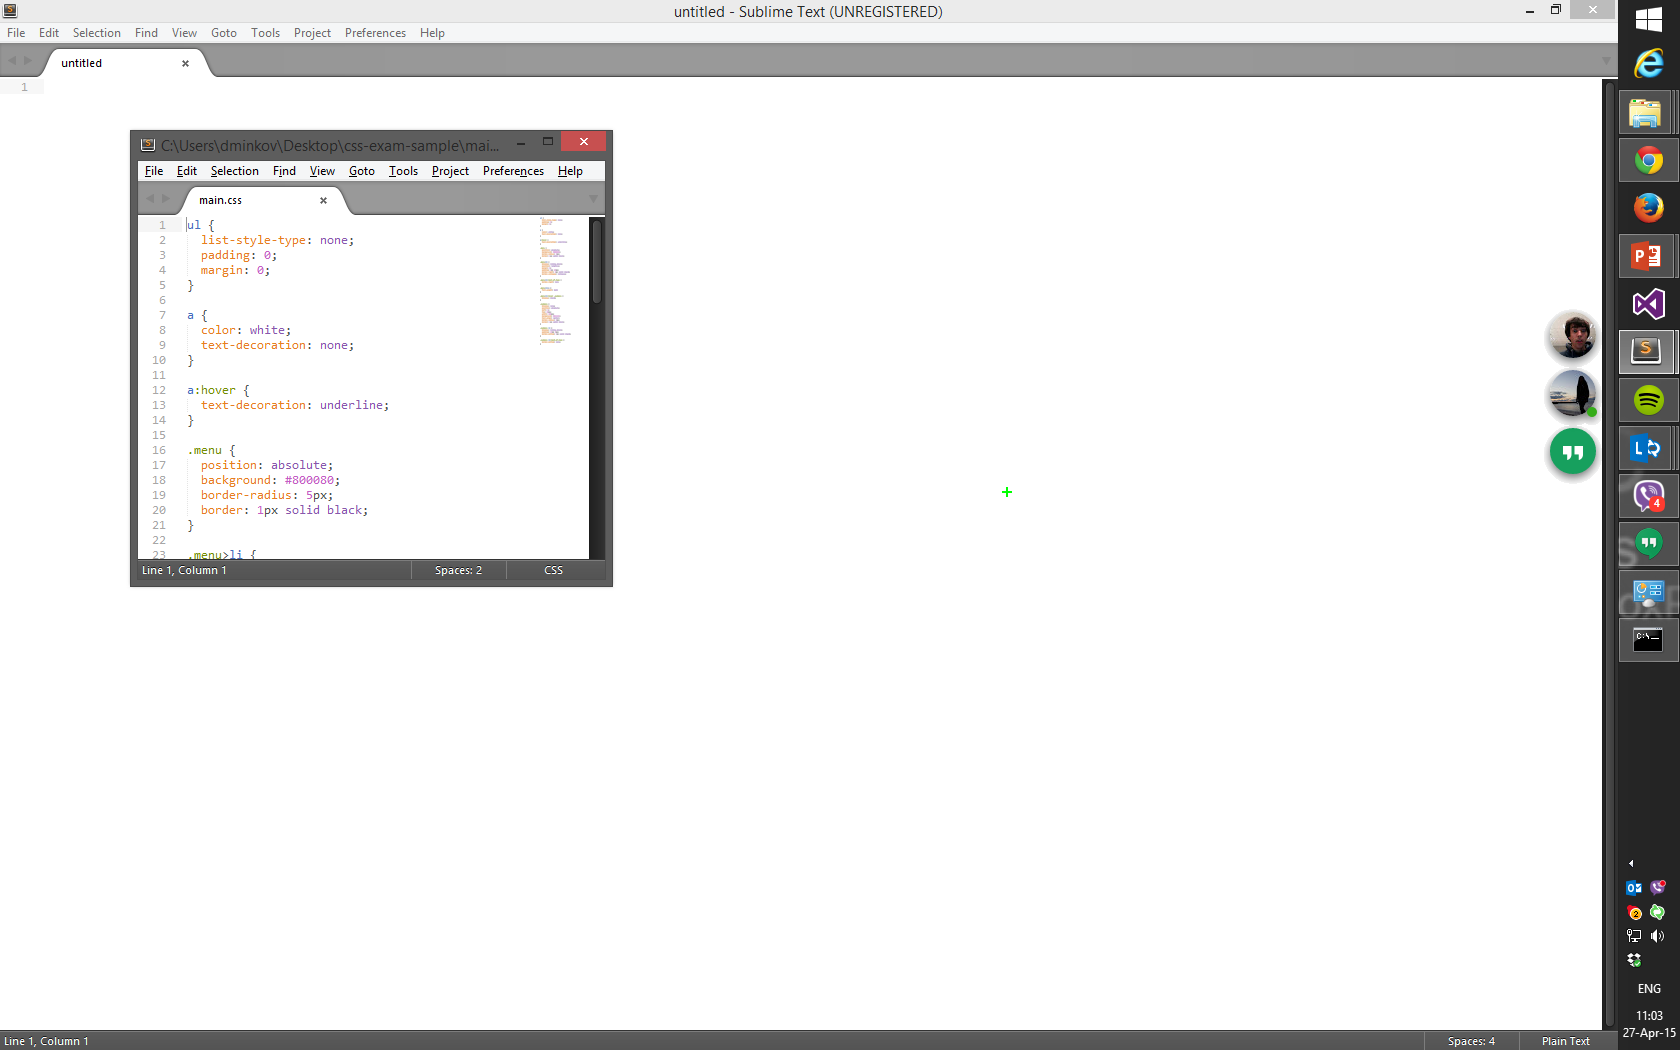 untitled - Sublime Text (UNREGISTERED)
File Edit Selection Find View Goto Tools Project Preferences Help
untitled
1
C:\Users\dminkov\Desktop\css-exam-sample\mai...
File Edit Selection Find View Goto Tools Project Preferences Help
main.css
1 ul {
2 list-style-type: none;
3 padding: 0;
4 margin: 0;
5 }
6
7 a {
8 color: white;
9 text-decoration: none;
10 }
11
12 a:hover {
13 text-decoration: underline;
14 }
15
16 .menu {
17 position: absolute;
18 background: #800080;
19 border-radius: 5px;
20 border: 1px solid black;
21 }
22
23 .menu>li {
Line 1, Column 1 Spaces: 2 CSS
4
C:\_
2
ENG
11:03
27-Apr-15
Line 1, Column 1 Spaces: 4 Plain Text